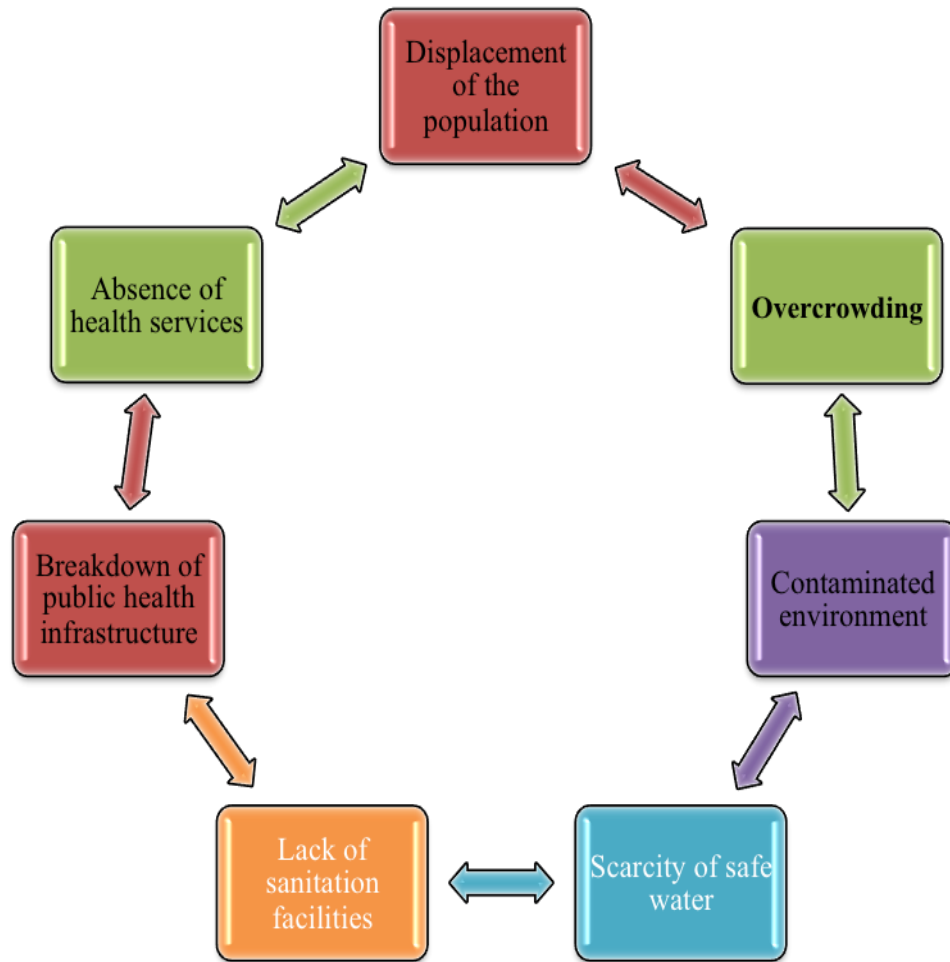 Displacement
of the
population
Overcrowding
Contaminated
environment
Scarcity of safe
water
Lack of
sanitation
facilities
Breakdown of
public health
infrastructure
Absence of
health services